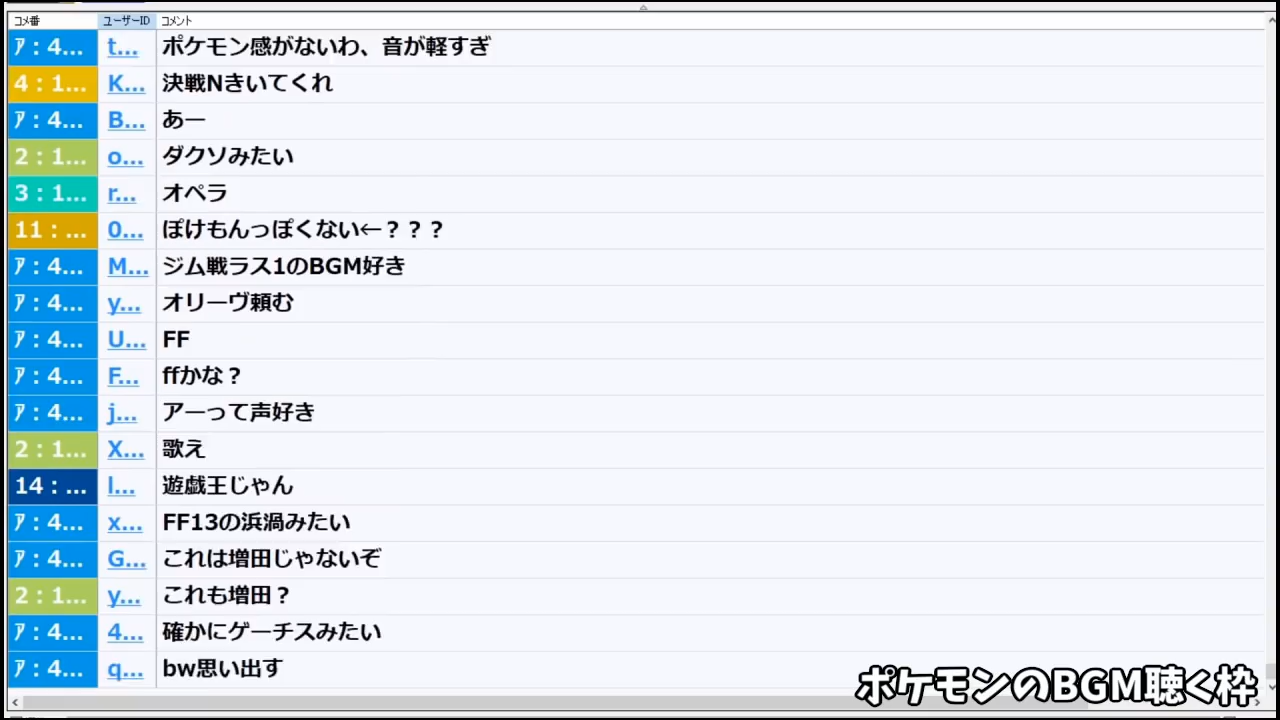 コメ番 ユーザーID コメント
ｱ：4... t... ポケモン感がないわ、音が軽すぎ
4：1... K... 決戦Nきいてくれ
ｱ：4... B... あー
2：1... o... ダクソみたい
3：1... r... オペラ
11：... 0... ぽけもんっぽくない←？？？
ｱ：4... M... ジム戦ラス1のBGM好き
ｱ：4... y... オリーヴ頼む
ｱ：4... U... FF
ｱ：4... F... ffかな？
ｱ：4... j... アーって声好き
2：1... X... 歌え
14：... l... 遊戯王じゃん
ｱ：4... x... FF13の浜渦みたい
ｱ：4... G... これは増田じゃないぞ
2：1... y... これも増田？
ｱ：4... 4... 確かにゲーチスみたい
ｱ：4... q... bw思い出す
ポケモンのBGM聴く枠